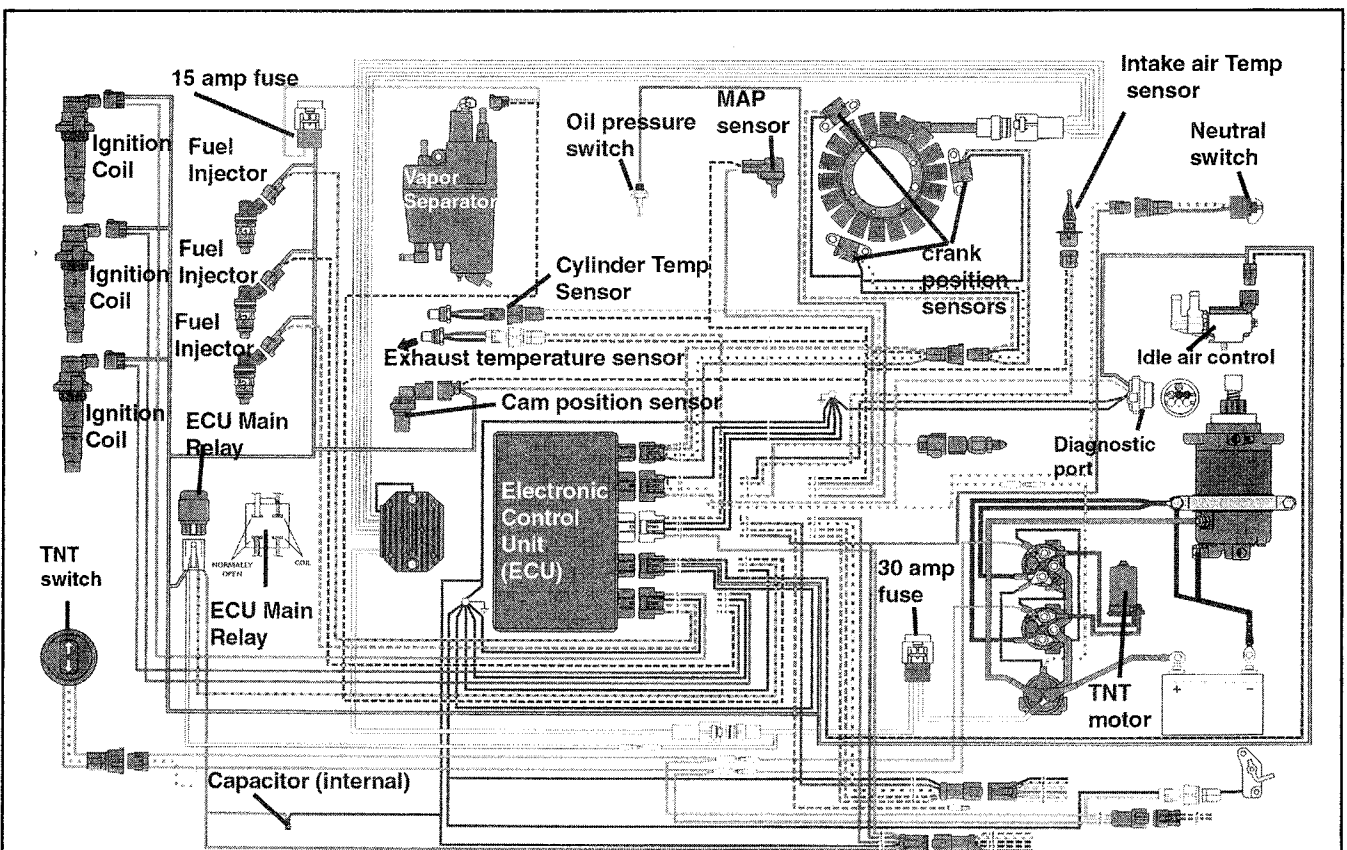 15 amp fuse
Ignition
Coil
Fuel
Injector
Vapor
Separator
Oil pressure
switch
MAP
sensor
Intake air Temp
sensor
Neutral
switch
Ignition
Coil
Fuel
Injector
Cylinder Temp
Sensor
crank
position
sensors
Fuel
Injector
Exhaust temperature sensor
Idle air control
Ignition
Coil
ECU Main
Relay
Cam position sensor
Diagnostic
port
Electronic
Control
Unit
(ECU)
TNT
switch
NORMALLY
OPEN
COIL
ECU Main
Relay
30 amp
fuse
TNT
motor
+ -
Capacitor (internal)